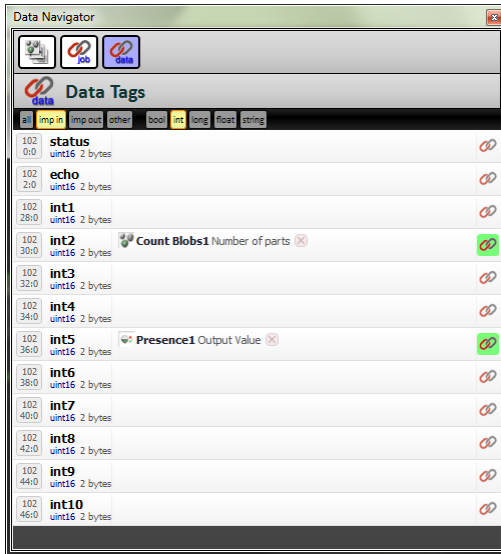 Data Navigator
job
data
data
Data Tags
all imp in imp out other bool int long float string
102 status
0:0 uint16 2 bytes
102 echo
2:0 uint16 2 bytes
102 int1
28:0 uint16 2 bytes
102 int2 Count Blobs1 Number of parts
30:0 uint16 2 bytes
102 int3
32:0 uint16 2 bytes
102 int4
34:0 uint16 2 bytes
102 int5 Presence1 Output Value
36:0 uint16 2 bytes
102 int6
38:0 uint16 2 bytes
102 int7
40:0 uint16 2 bytes
102 int8
42:0 uint16 2 bytes
102 int9
44:0 uint16 2 bytes
102 int10
46:0 uint16 2 bytes